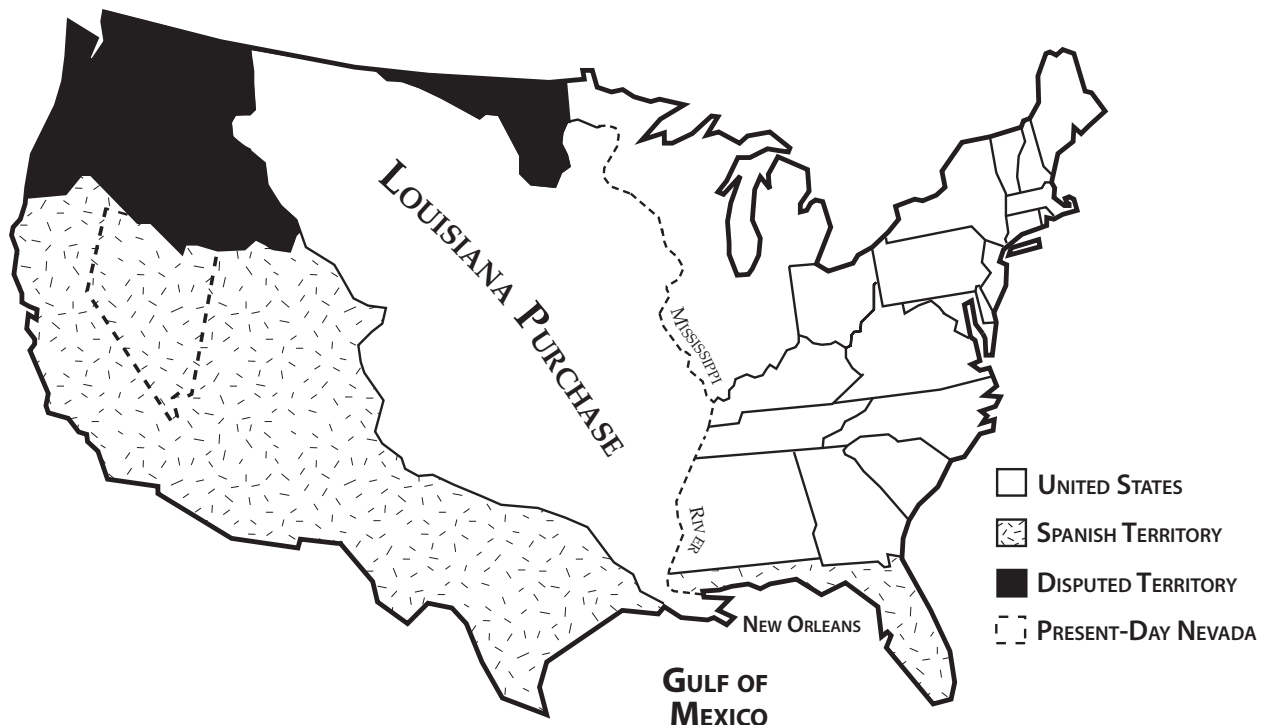 LOUISIANA PURCHASE
MISSISSIPPI
RIVER
NEW ORLEANS
GULF OF
MEXICO
UNITED STATES
SPANISH TERRITORY
DISPUTED TERRITORY
PRESENT-DAY NEVADA